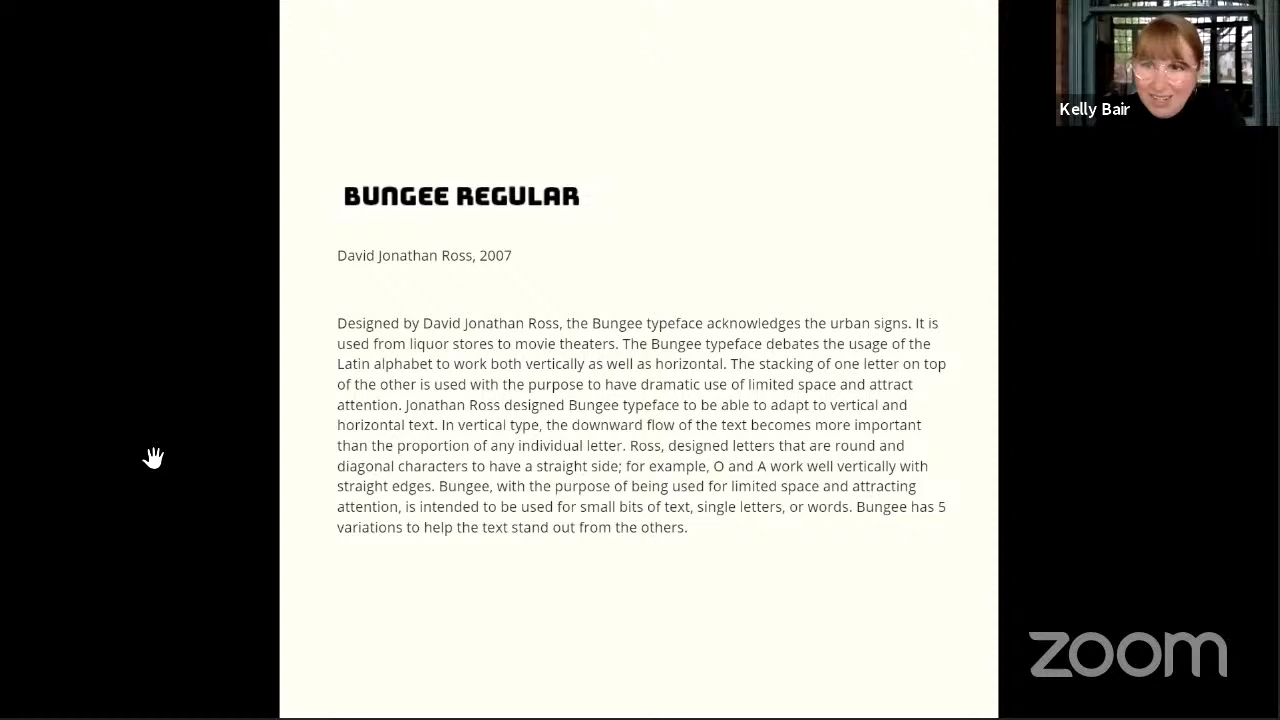 BUNGEE REGULAR
David Jonathan Ross, 2007
Designed by David Jonathan Ross, the Bungee typeface acknowledges the urban signs. It is
used from liquor stores to movie theaters. The Bungee typeface debates the usage of the
Latin alphabet to work both vertically as well as horizontal. The stacking of one letter on top
of the other is used with the purpose to have dramatic use of limited space and attract
attention. Jonathan Ross designed Bungee typeface to be able to adapt to vertical and
horizontal text. In vertical type, the downward flow of the text becomes more important
than the proportion of any individual letter. Ross, designed letters that are round and
diagonal characters to have a straight side; for example, O and A work well vertically with
straight edges. Bungee, with the purpose of being used for limited space and attracting
attention, is intended to be used for small bits of text, single letters, or words. Bungee has 5
variations to help the text stand out from the others.
Kelly Bair
zoom